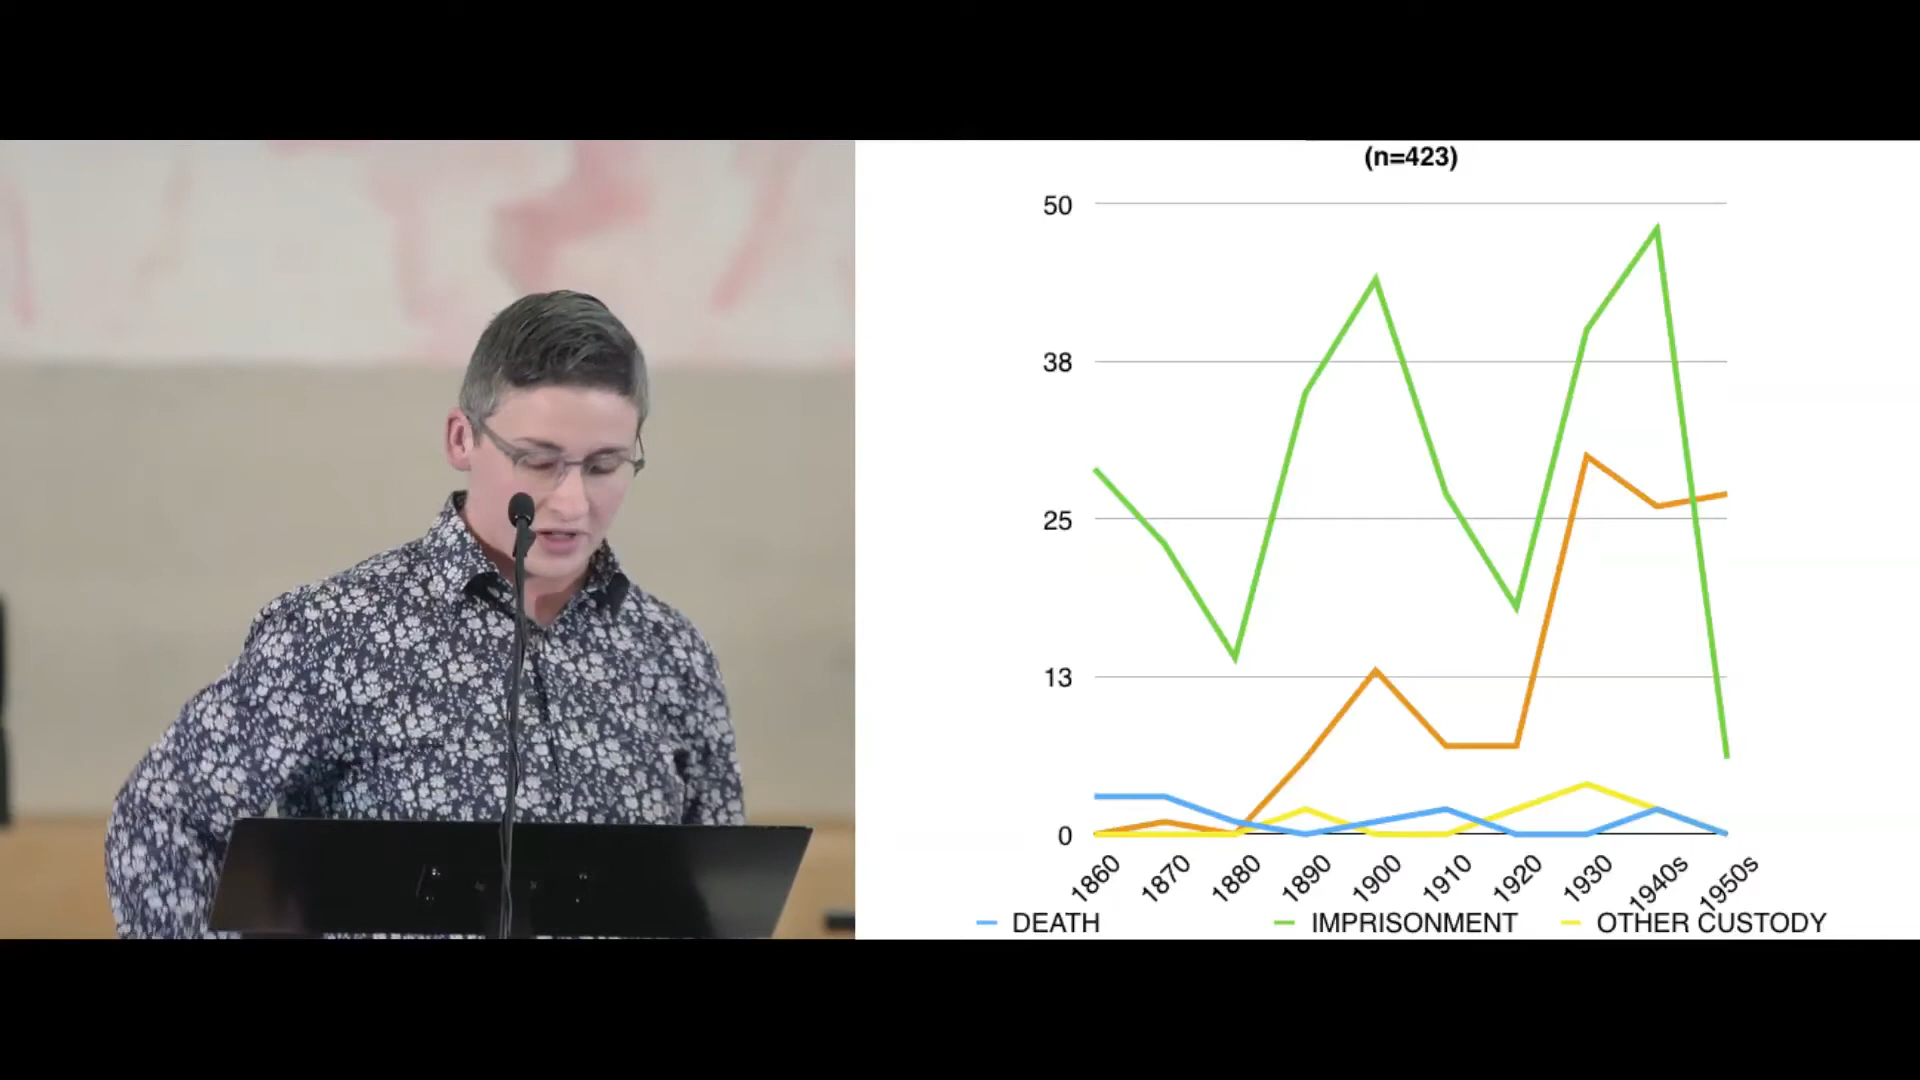 (n=423)
50
38
25
13
0
1860 1870 1880 1890 1900 1910 1920 1930 1940s 1950s
DEATH IMPRISONMENT OTHER CUSTODY